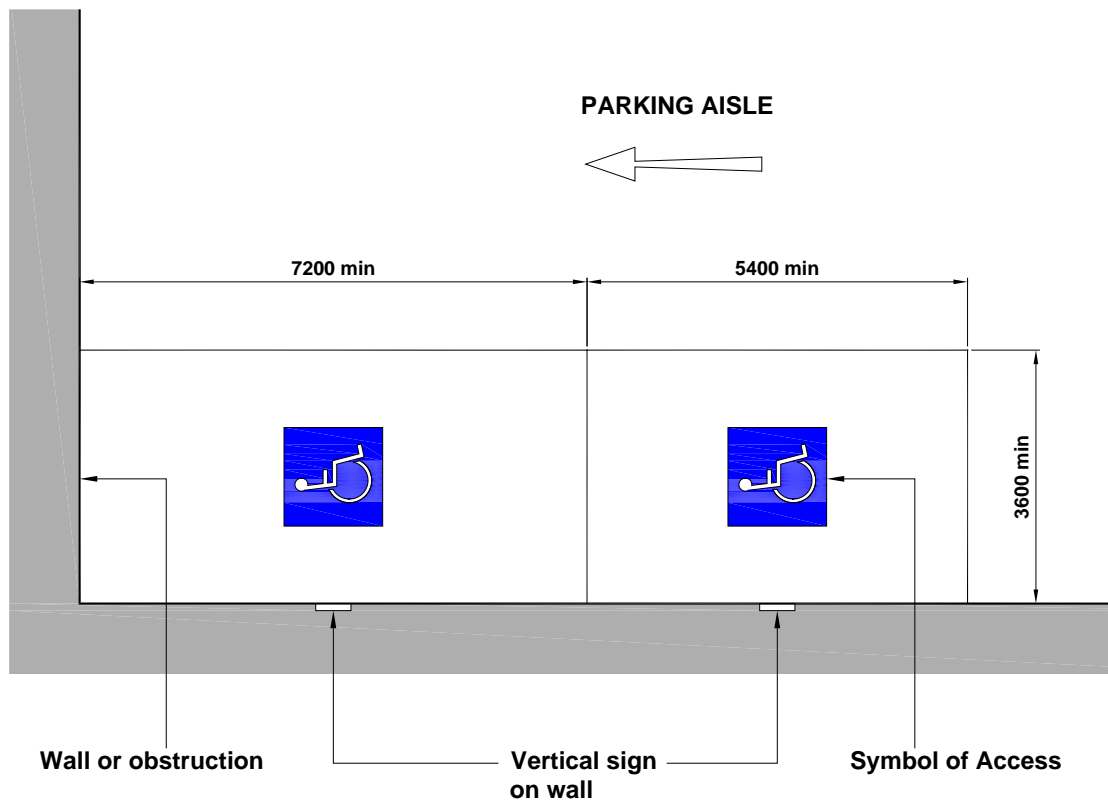 PARKING AISLE
7200 min
5400 min
3600 min
Wall or obstruction
Vertical sign
on wall
Symbol of Access